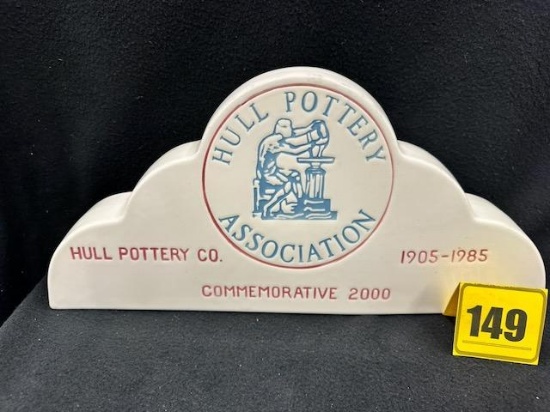 HULL POTTERY
ASSOCIATION
HULL POTTERY CO.
1905-1985
COMMEMORATIVE 2000
149